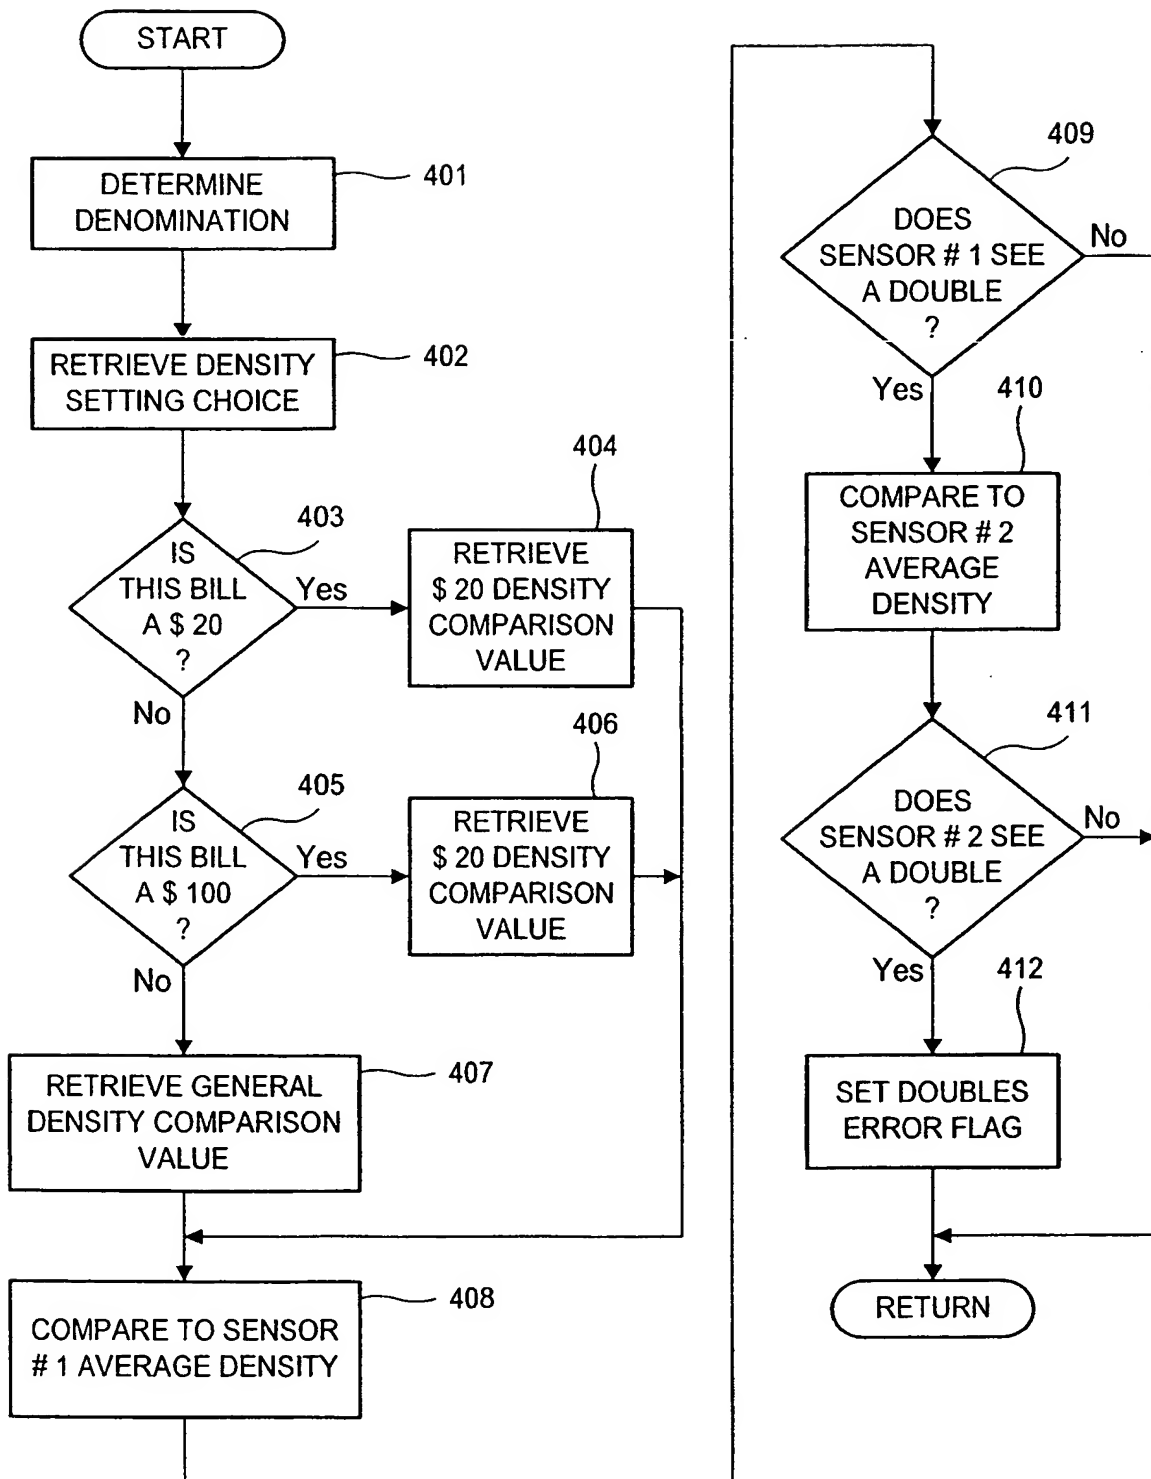 START
DETERMINE
DENOMINATION
401
RETRIEVE DENSITY
SETTING CHOICE
402
IS
THIS BILL
A $ 20
?
403
Yes
No
RETRIEVE
$ 20 DENSITY
COMPARISON
VALUE
404
IS
THIS BILL
A $ 100
?
405
Yes
No
RETRIEVE
$ 20 DENSITY
COMPARISON
VALUE
406
RETRIEVE GENERAL
DENSITY COMPARISON
VALUE
407
COMPARE TO SENSOR
# 1 AVERAGE DENSITY
408
DOES
SENSOR # 1 SEE
A DOUBLE
?
409
No
Yes
COMPARE TO
SENSOR # 2
AVERAGE
DENSITY
410
DOES
SENSOR # 2 SEE
A DOUBLE
?
411
No
Yes
SET DOUBLES
ERROR FLAG
412
RETURN